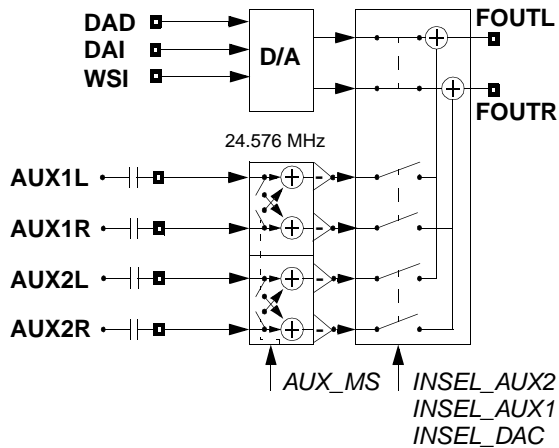 DAD
DAI
WSI
D/A
FOUTL
FOUTR
24.576 MHz
AUX1L
AUX1R
AUX2L
AUX2R
AUX_MS
INSEL_AUX2
INSEL_AUX1
INSEL_DAC